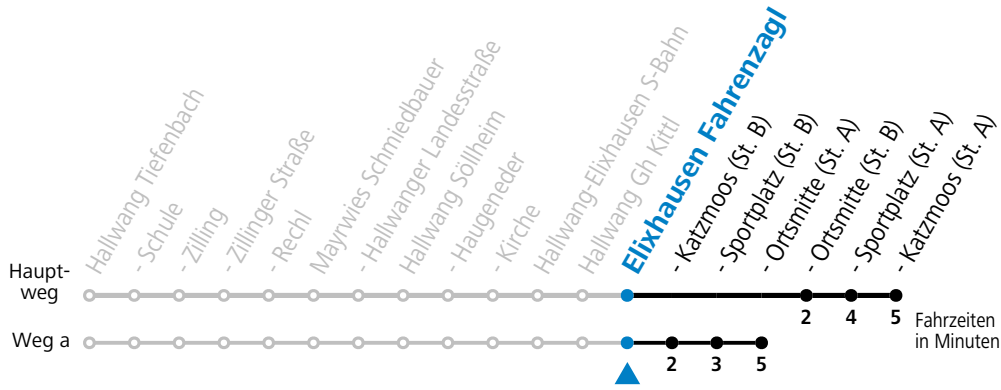 Hallwang Tiefenbach
- Schule
- Zilling
- Zillinger Straße
- Rechl
Mayrwies Schmiedbauer
- Hallwanger Landesstraße
Hallwang Söllheim
- Haugeneder
- Kirche
Hallwang-Elixhausen S-Bahn
Hallwang Gh Kittl
Elixhausen Fahrenzagl
- Katzmoos (St. B)
- Sportplatz (St. B)
- Ortsmitte (St. A)
- Ortsmitte (St. B)
- Sportplatz (St. A)
- Katzmoos (St. A)
Haupt-
weg
2 4 5
Fahrzeiten
in Minuten
Weg a
2 3 5